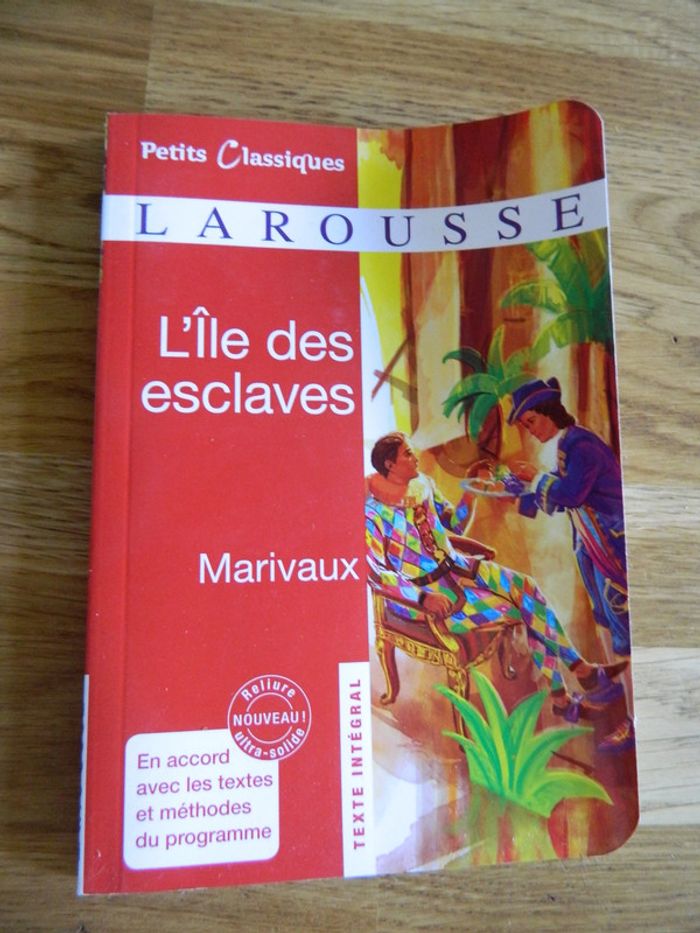 Petits Classiques
LAROUSSE
L'Île des
esclaves
Marivaux
Reliure
NOUVEAU !
ultra-solide
En accord
avec les textes
et méthodes
du programme
TEXTE INTÉGRAL